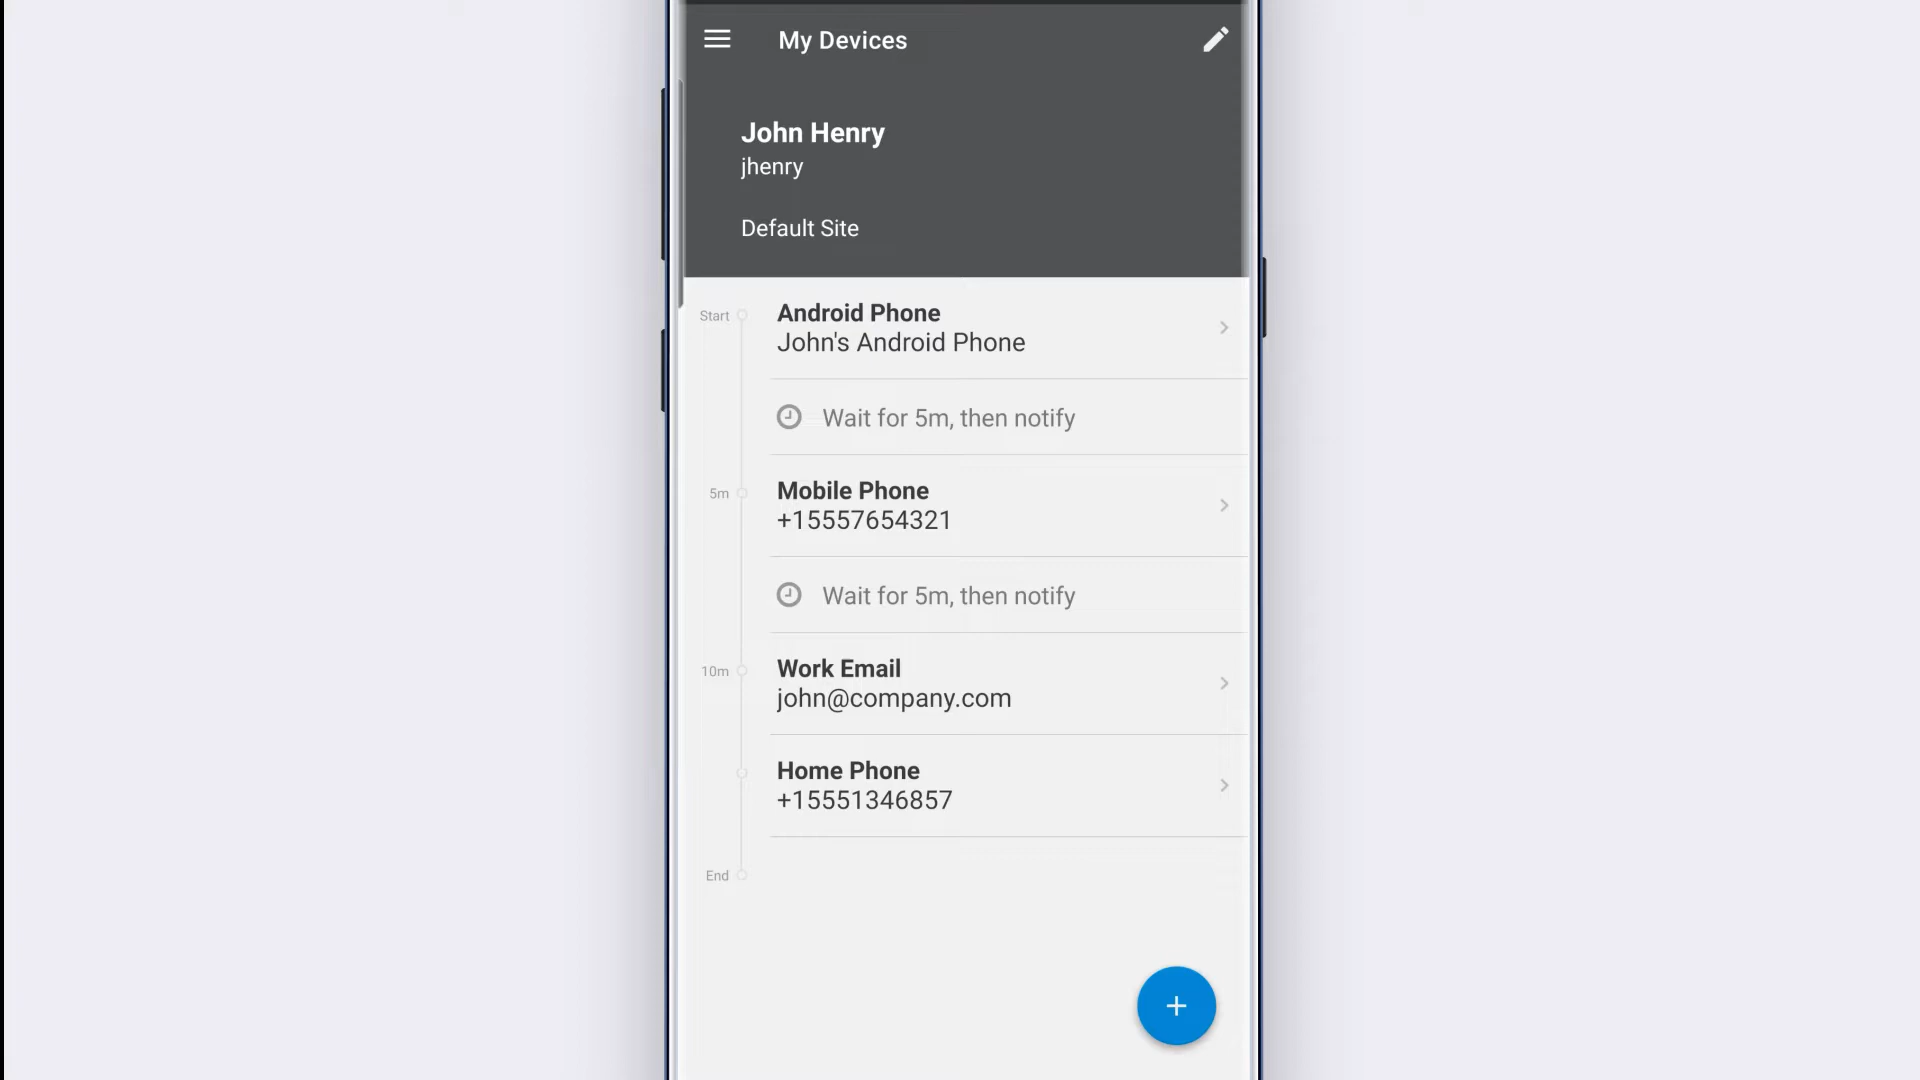 My Devices
John Henry
jhenry
Default Site
Start
Android Phone
John's Android Phone
Wait for 5m, then notify
5m
Mobile Phone
+15557654321
Wait for 5m, then notify
10m
Work Email
john@company.com
Home Phone
+15551346857
End